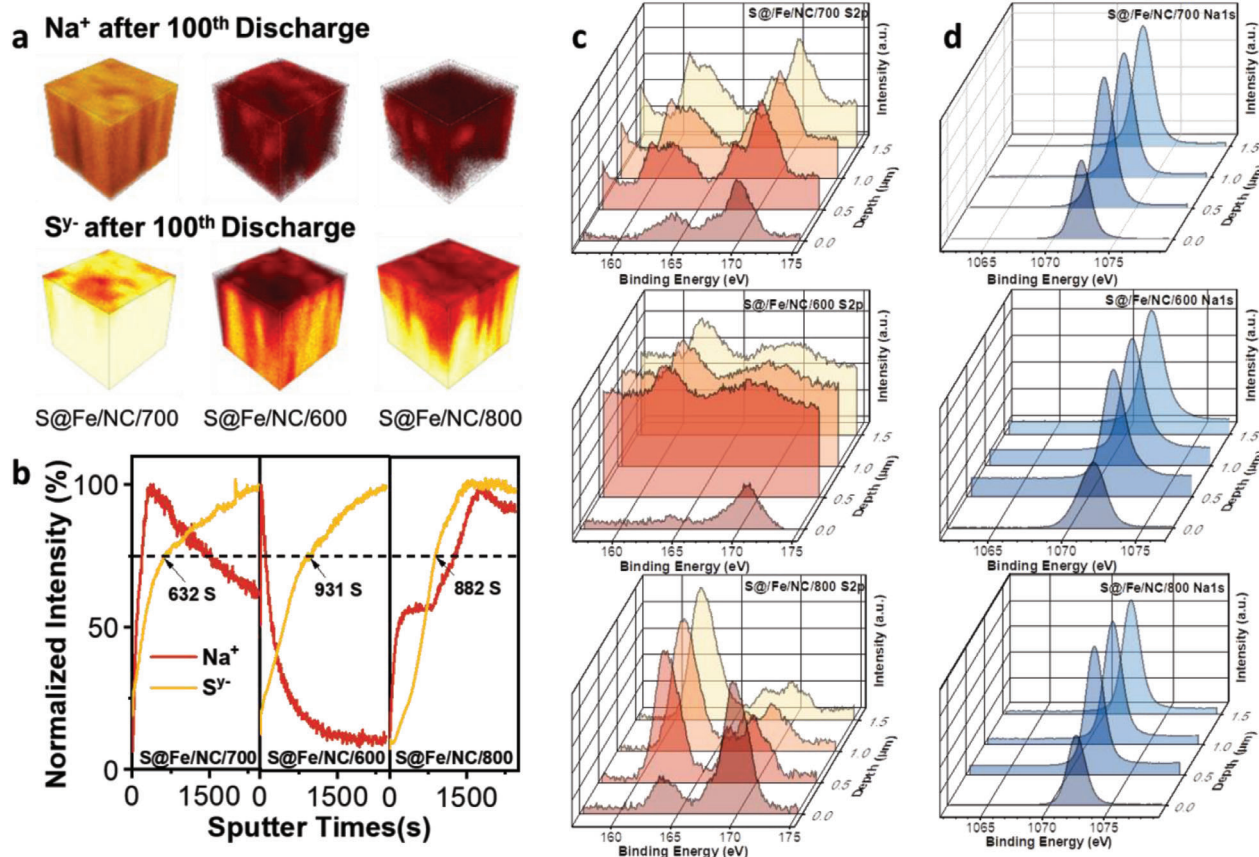 a
Na⁺ after 100th Discharge
Sʸ⁻ after 100th Discharge
S@Fe/NC/700 S@Fe/NC/600 S@Fe/NC/800
b
Normalized Intensity (%)
100
50
0
632 S
931 S
882 S
Na⁺
Sʸ⁻
S@Fe/NC/700 S@Fe/NC/600 S@Fe/NC/800
0 1500 0 1500 0 1500
Sputter Times(s)
c
S@/Fe/NC/700 S2p
Intensity (a.u.)
1.5
1.0
0.5
0.0
Depth (μm)
160 165 170 175
Binding Energy (eV)
S@/Fe/NC/600 S2p
Intensity (a.u.)
1.5
1.0
0.5
0.0
Depth (μm)
160 165 170 175
Binding Energy (eV)
S@/Fe/NC/800 S2p
Intensity (a.u.)
1.5
1.0
0.5
0.0
Depth (μm)
160 165 170 175
Binding Energy (eV)
d
S@/Fe/NC/700 Na1s
Intensity (a.u.)
1.5
1.0
0.5
0.0
Depth (μm)
1065 1070 1075
Binding Energy (eV)
S@/Fe/NC/600 Na1s
Intensity (a.u.)
1.5
1.0
0.5
0.0
Depth (μm)
1065 1070 1075
Binding Energy (eV)
S@/Fe/NC/800 Na1s
Intensity (a.u.)
1.5
1.0
0.5
0.0
Depth (μm)
1065 1070 1075
Binding Energy (eV)